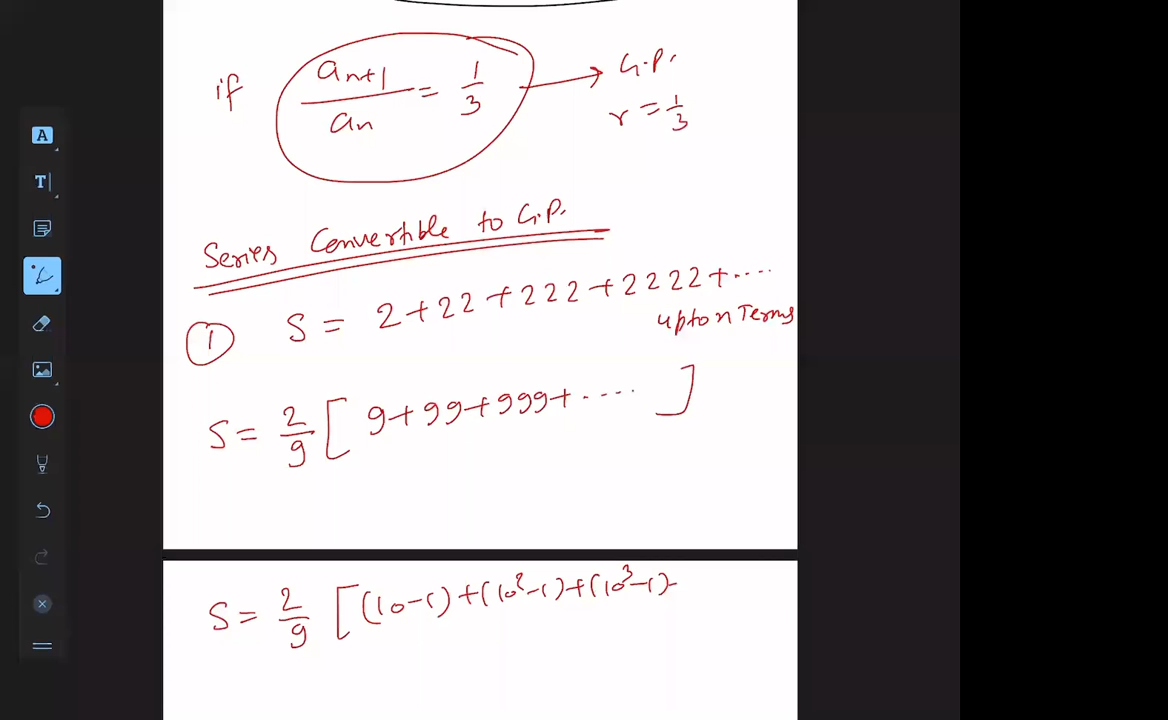 if a_{n+1}/a_n = 1/3 → G.P.
r = 1/3
Series Convertible to G.P.
① S = 2+22+222+2222+....
upto n Terms
S = 2/9 [ 9+99+999+..... ]
S = 2/9 [(10-1)+(10²-1)+(10³-1)-
A
T